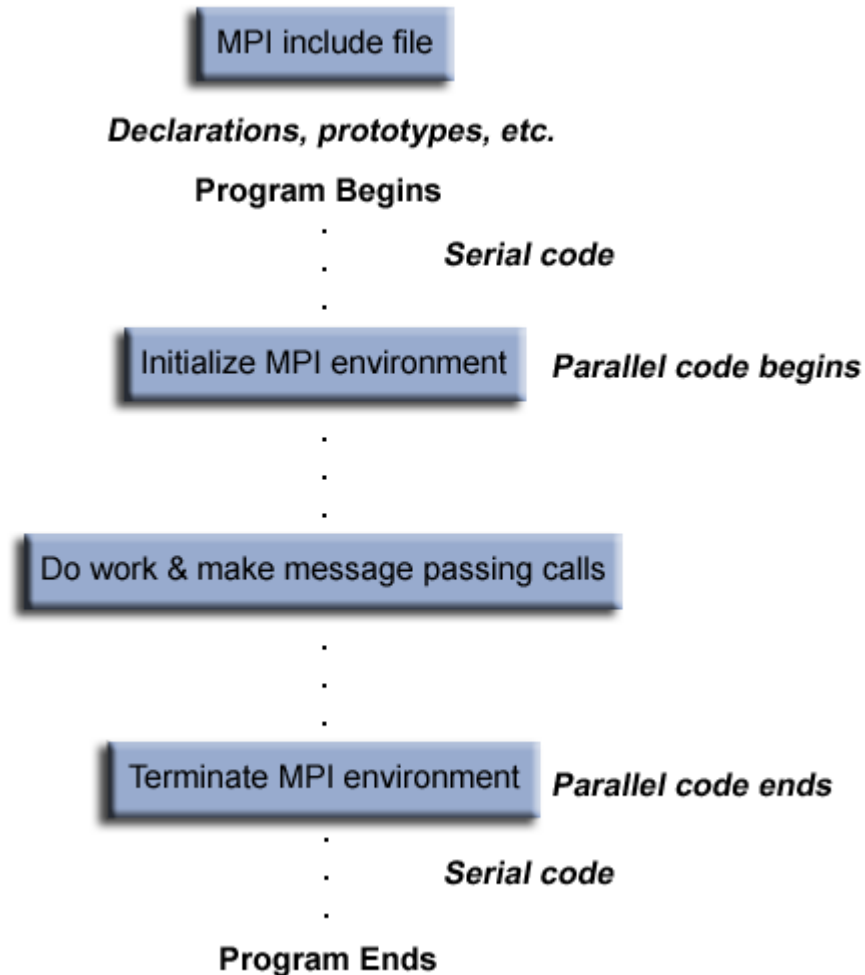 MPI include file
Declarations, prototypes, etc.
Program Begins
.
Serial code
.
.
Initialize MPI environment
Parallel code begins
.
.
.
Do work & make message passing calls
.
.
.
Terminate MPI environment
Parallel code ends
.
Serial code
.
.
Program Ends